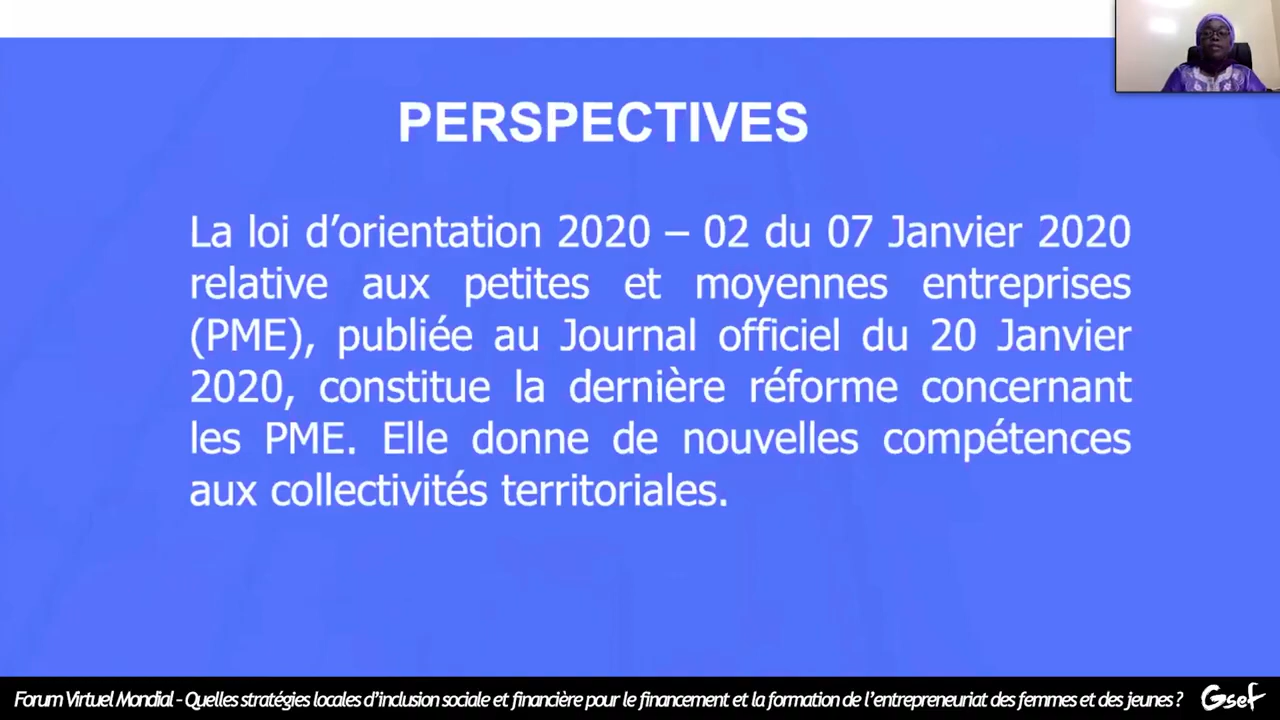 PERSPECTIVES
La loi d’orientation 2020 – 02 du 07 Janvier 2020
relative aux petites et moyennes entreprises
(PME), publiée au Journal officiel du 20 Janvier
2020, constitue la dernière réforme concernant
les PME. Elle donne de nouvelles compétences
aux collectivités territoriales.
Forum Virtuel Mondial - Quelles stratégies locales d’inclusion sociale et financière pour le financement et la formation de l’entrepreneuriat des femmes et des jeunes ?
Gsef